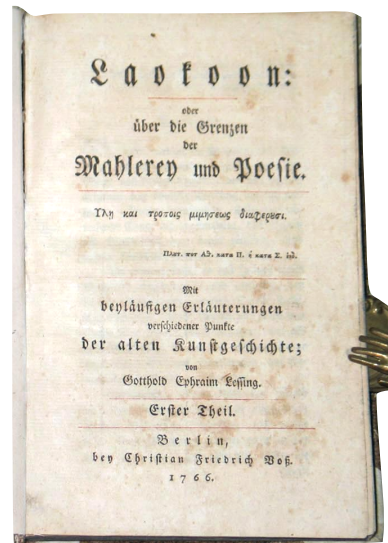 Laokoon:
oder
über die Grenzen
der
Mahlerey und Poesie.
Υλη και τροποις μιμησεως διαφερουσι.
Πλουτ. ποτ Αθ. κατα Π. ἠ κατα Σ. ἐνδ.
Mit
beyläufigen Erläuterungen
verschiedener Punkte
der alten Kunstgeschichte;
von
Gotthold Ephraim Lessing.
Erster Theil.
Berlin,
bey Christian Friedrich Voß.
1766.